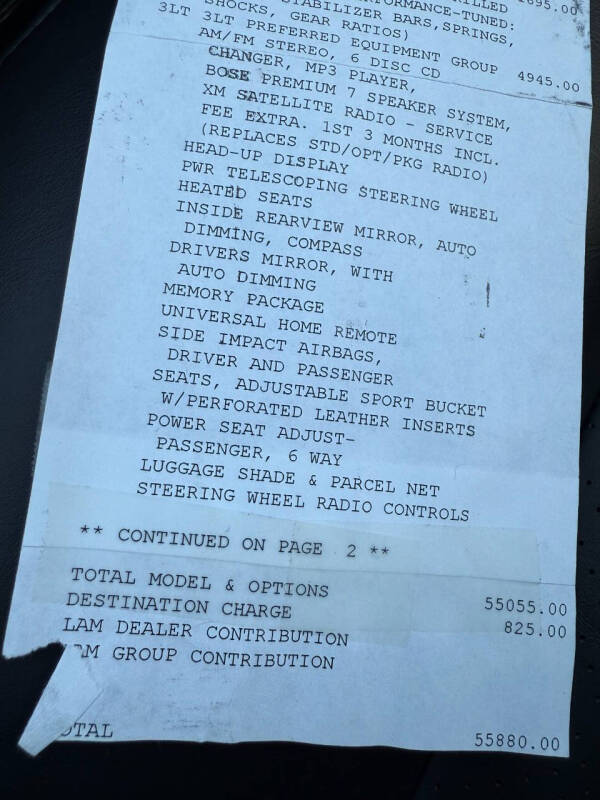 STABILIZER BARS,SPRINGS,
SHOCKS, GEAR RATIOS)
3LT 3LT PREFERRED EQUIPMENT GROUP 4945.00
AM/FM STEREO, 6 DISC CD
CHANGER, MP3 PLAYER,
BOSE PREMIUM 7 SPEAKER SYSTEM,
XM SATELLITE RADIO - SERVICE
FEE EXTRA. 1ST 3 MONTHS INCL.
(REPLACES STD/OPT/PKG RADIO)
HEAD-UP DISPLAY
PWR TELESCOPING STEERING WHEEL
HEATED SEATS
INSIDE REARVIEW MIRROR, AUTO
DIMMING, COMPASS
DRIVERS MIRROR, WITH
AUTO DIMMING
MEMORY PACKAGE
UNIVERSAL HOME REMOTE
SIDE IMPACT AIRBAGS,
DRIVER AND PASSENGER
SEATS, ADJUSTABLE SPORT BUCKET
W/PERFORATED LEATHER INSERTS
POWER SEAT ADJUST-
PASSENGER, 6 WAY
LUGGAGE SHADE & PARCEL NET
STEERING WHEEL RADIO CONTROLS
** CONTINUED ON PAGE 2 **
TOTAL MODEL & OPTIONS 55055.00
DESTINATION CHARGE 825.00
LAM DEALER CONTRIBUTION
GROUP CONTRIBUTION
OTAL 55880.00